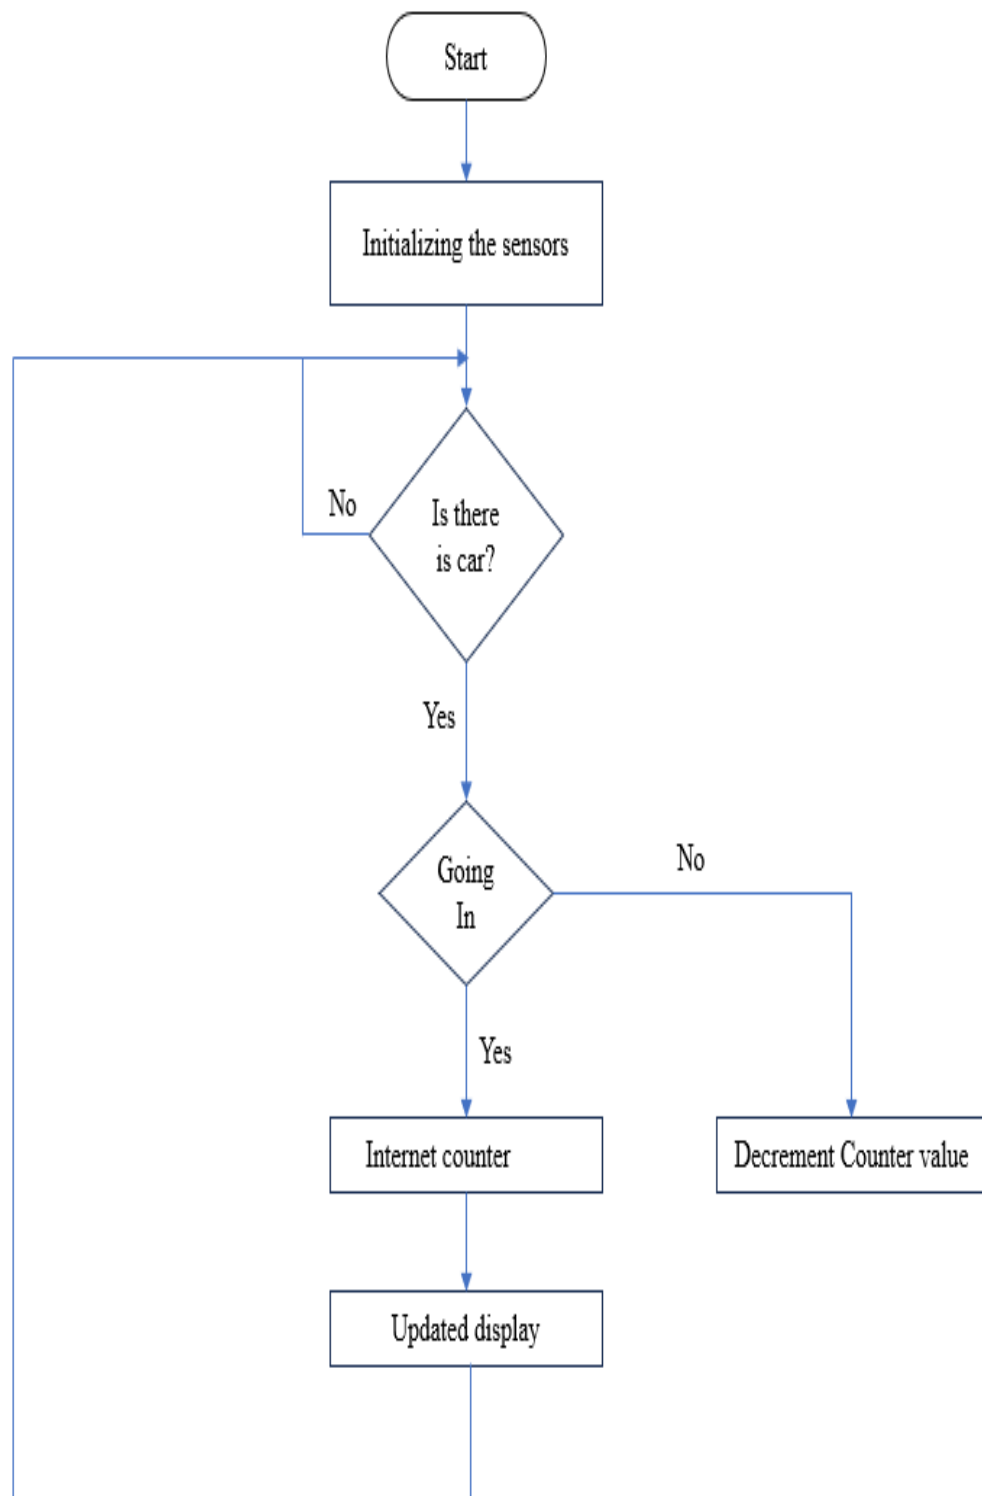 Start
Initializing the sensors
No
Is there
is car?
Yes
Going
In
No
Yes
Internet counter
Decrement Counter value
Updated display